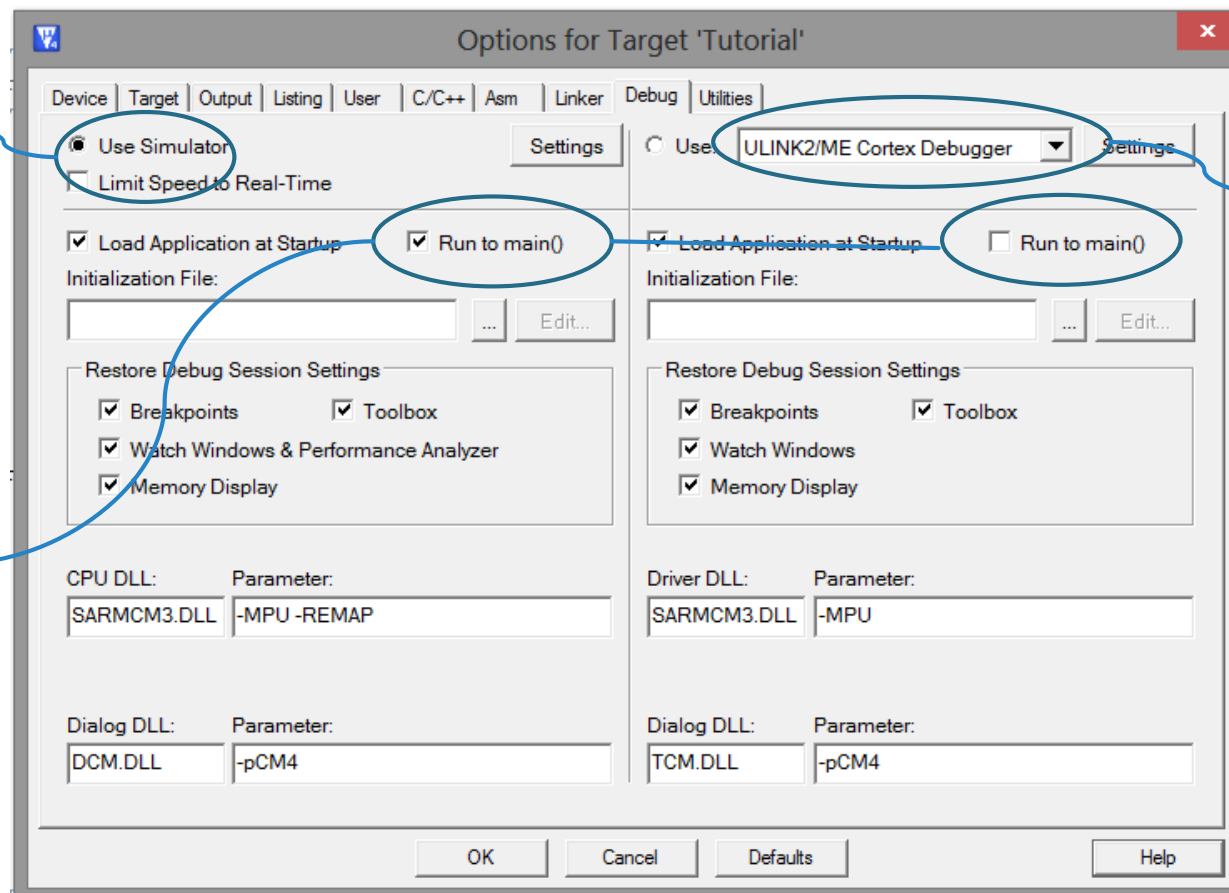 Options for Target 'Tutorial'
Device Target Output Listing User C/C++ Asm Linker Debug Utilities
Use Simulator Settings
Limit Speed to Real-Time
Load Application at Startup Run to main()
Initialization File:
... Edit...
Restore Debug Session Settings
Breakpoints Toolbox
Watch Windows & Performance Analyzer
Memory Display
CPU DLL: Parameter:
SARMCM3.DLL -MPU -REMAP
Dialog DLL: Parameter:
DCM.DLL -pCM4
Use: ULINK2/ME Cortex Debugger Settings
Load Application at Startup Run to main()
Initialization File:
... Edit...
Restore Debug Session Settings
Breakpoints Toolbox
Watch Windows
Memory Display
Driver DLL: Parameter:
SARMCM3.DLL -MPU
Dialog DLL: Parameter:
TCM.DLL -pCM4
OK Cancel Defaults Help